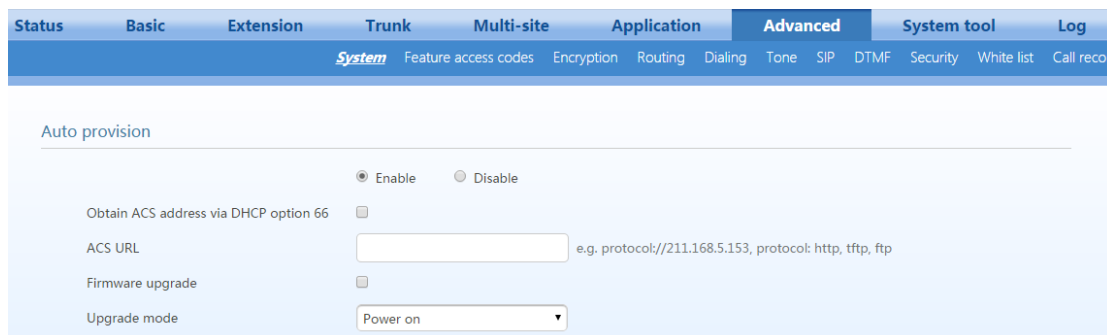 Status Basic Extension Trunk Multi-site Application Advanced System tool Log
System Feature access codes Encryption Routing Dialing Tone SIP DTMF Security White list Call reco
Auto provision
Enable Disable
Obtain ACS address via DHCP option 66
ACS URL e.g. protocol://211.168.5.153, protocol: http, tftp, ftp
Firmware upgrade
Upgrade mode Power on